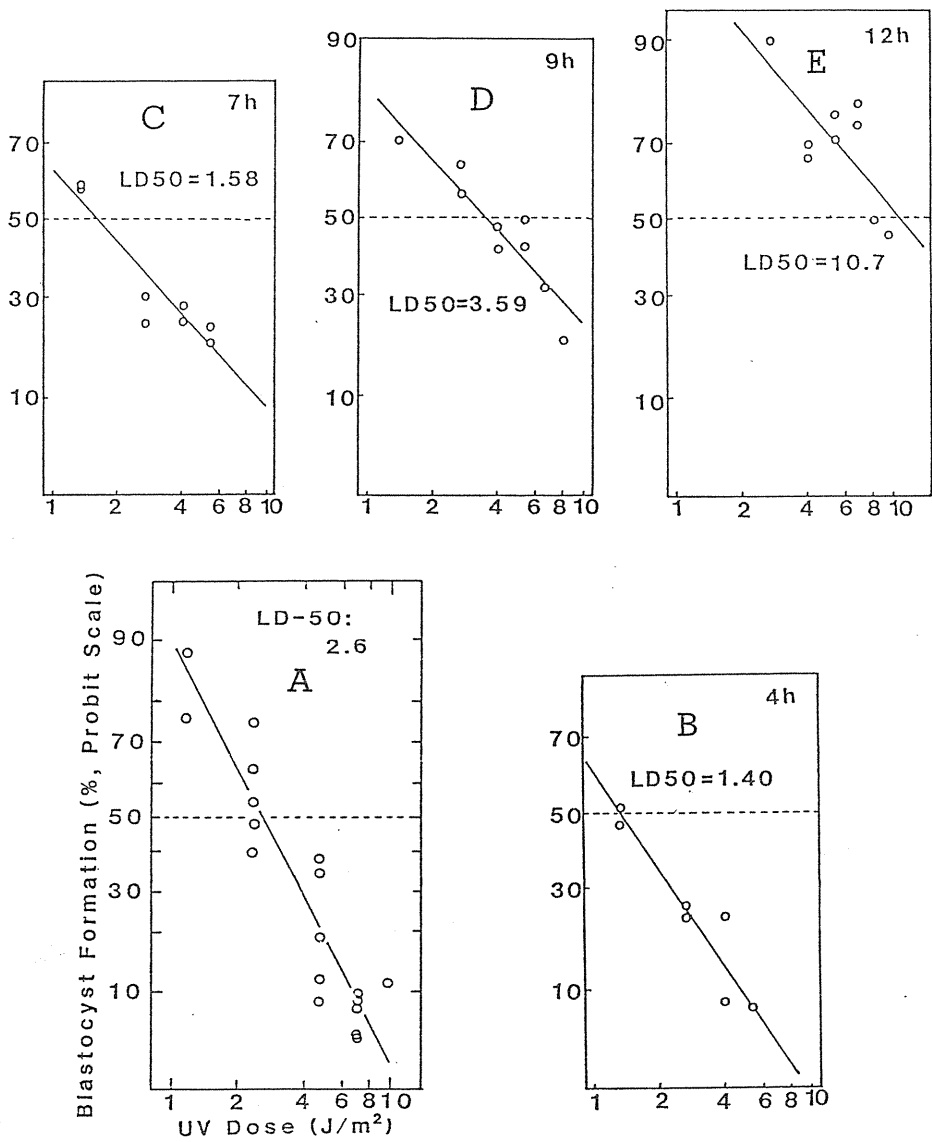 7h
C
70
LD50=1.58
50
30
10
1 2 4 6 8 10
90
9h
D
70
50
LD50=3.59
30
10
1 2 4 6 8 10
90
12h
E
70
50
LD50=10.7
30
10
1 2 4 6 8 10
Blastocyst Formation (%, Probit Scale)
LD-50:
2.6
90
A
70
50
30
10
1 2 4 6 8 10
UV Dose (J/m²)
4h
B
70
LD50=1.40
50
30
10
1 2 4 6 8 10